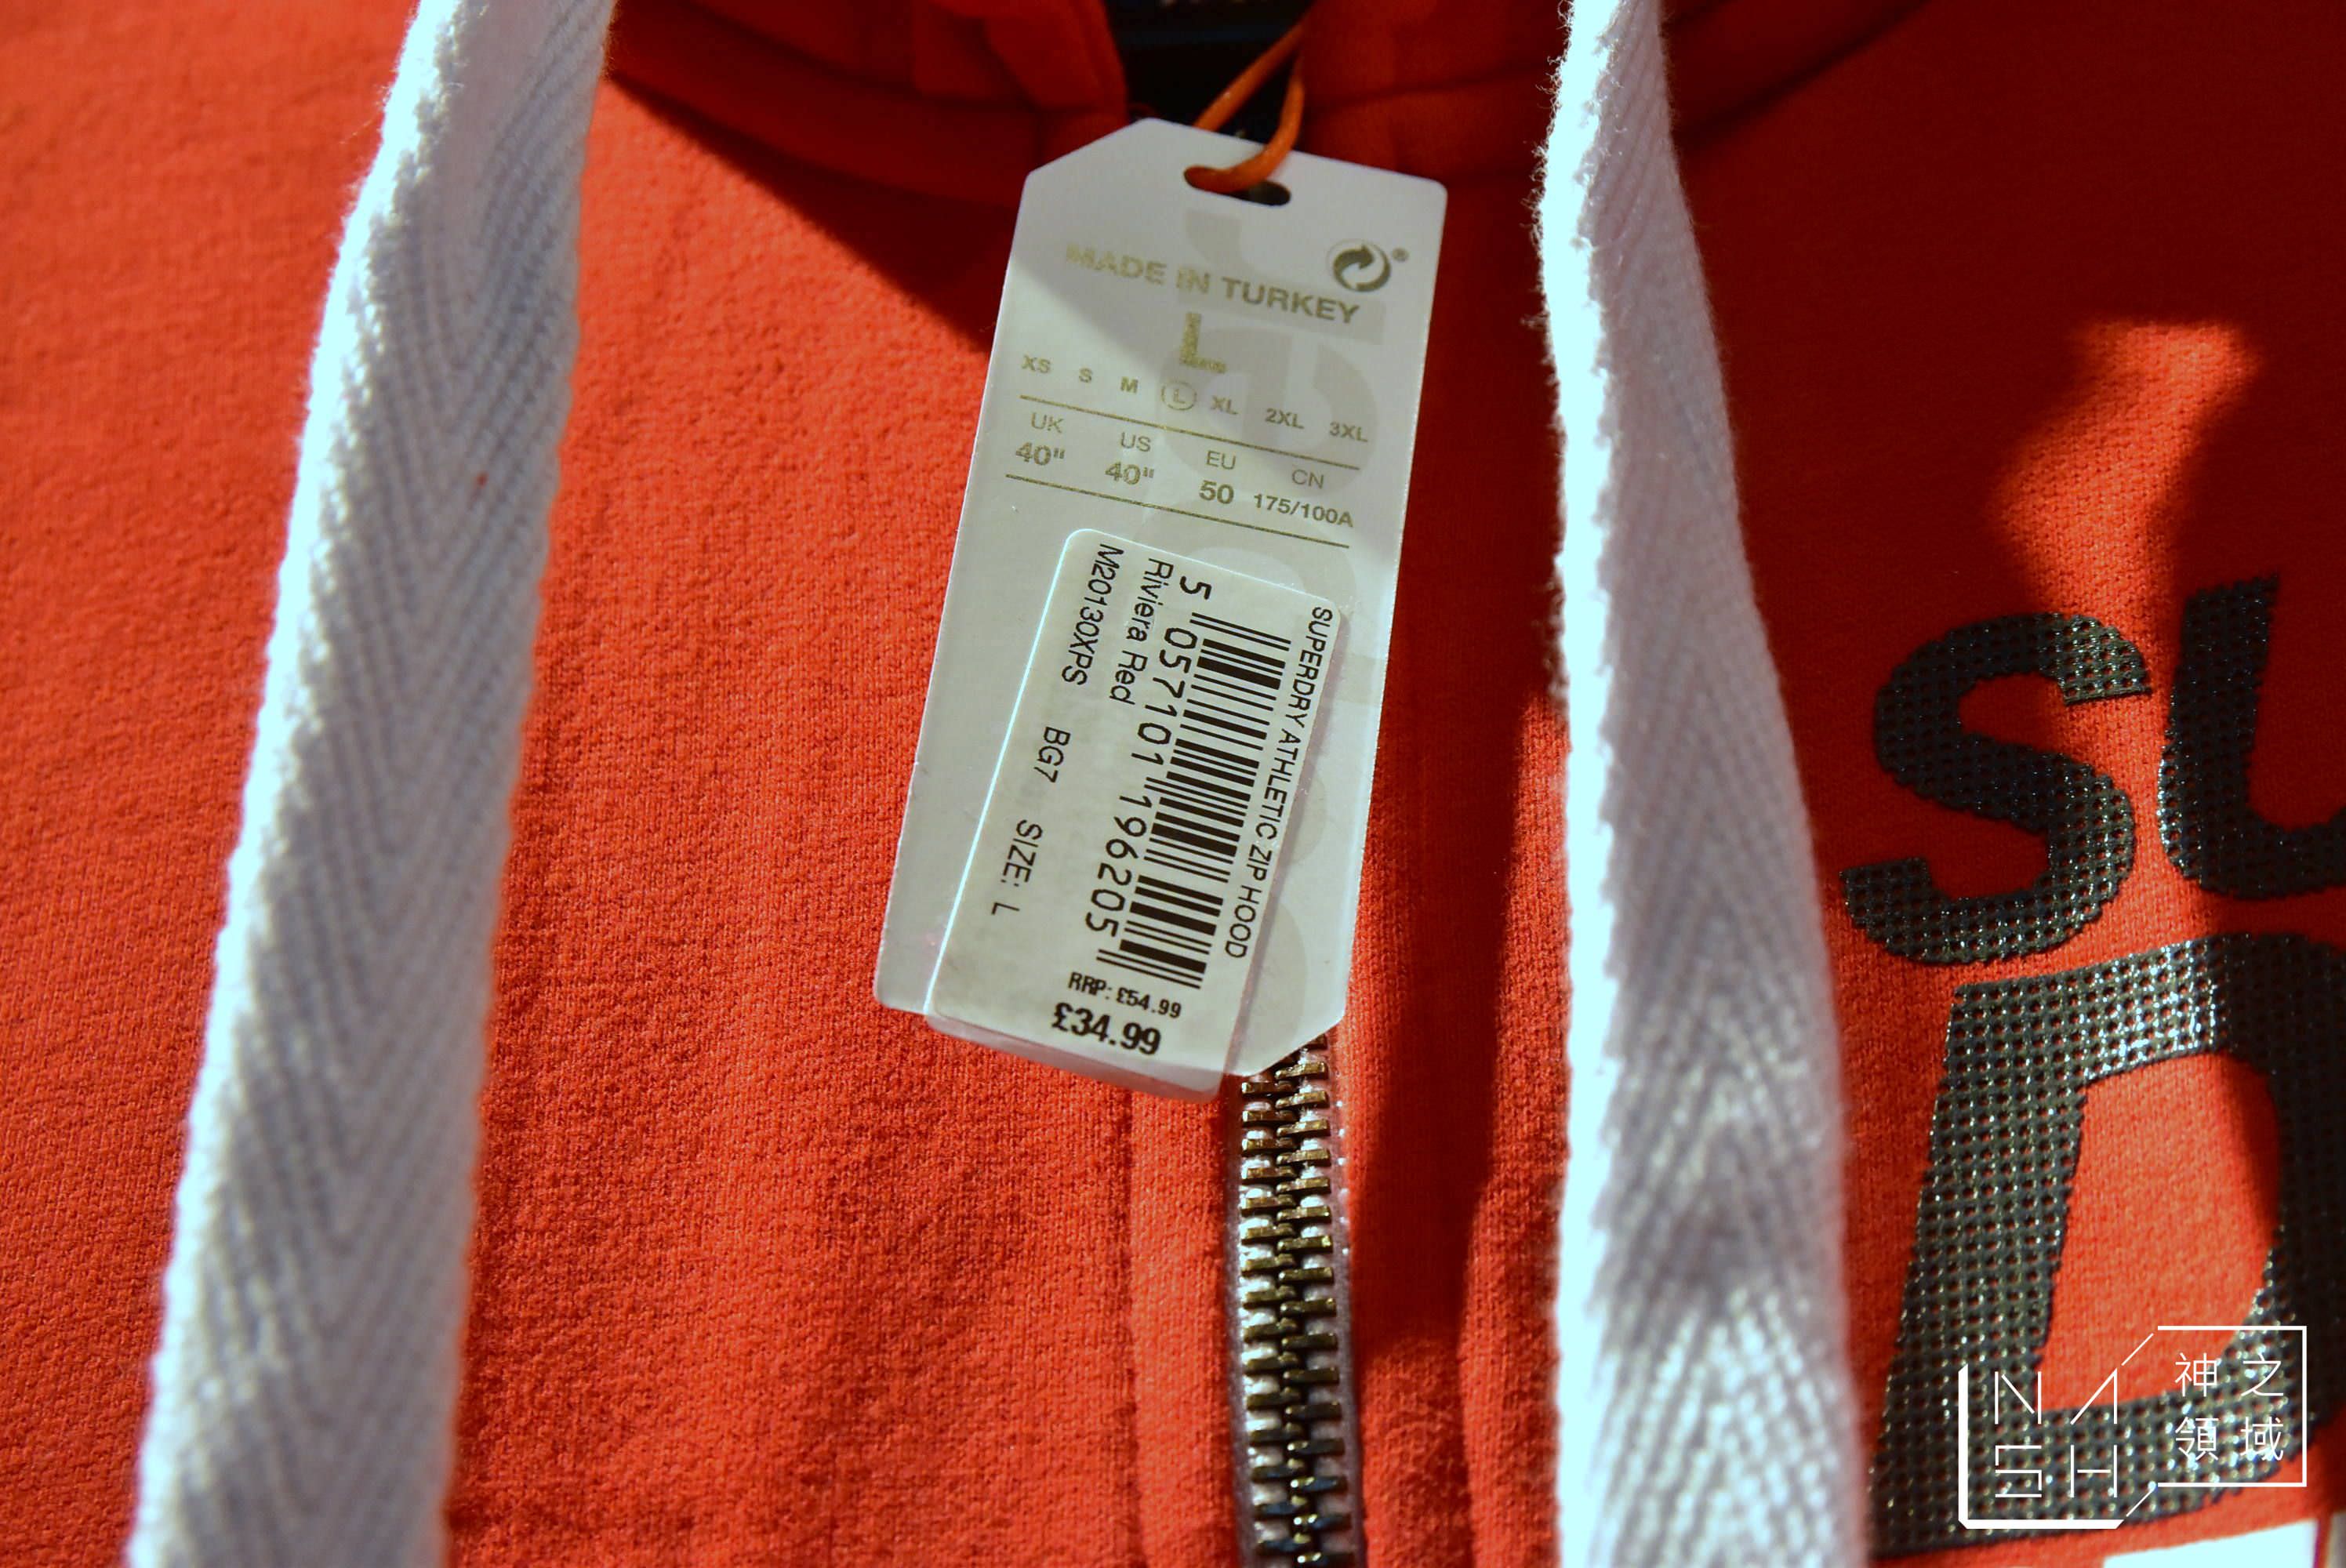 MADE IN TURKEY
L
XS S M L XL 2XL 3XL
UK US EU CN
40" 40" 50 175/100A
SUPERDRY ATHLETIC ZIP HOOD
5 057101 196205
Riviera Red
M20130XPS BG7 SIZE: L
RRP: £54.99
£34.99
su
D
NASH
神之
領域